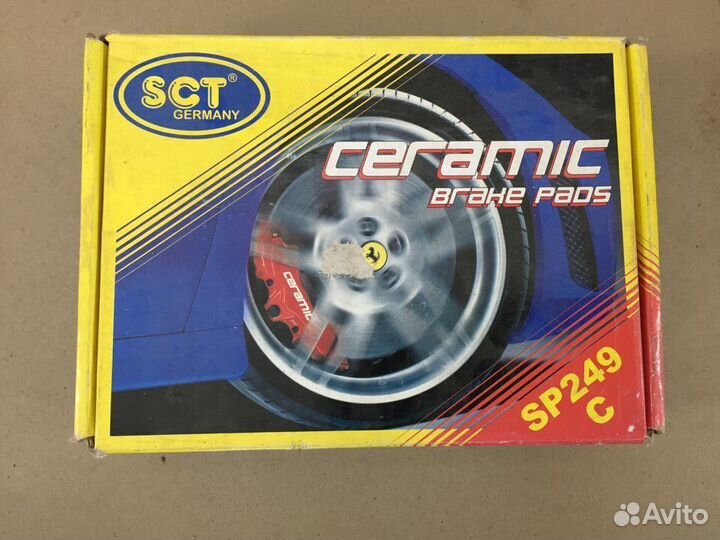 SCT®
GERMANY
CERAMIC
BRAKE PADS
CERAMIC
SP249
C
Avito